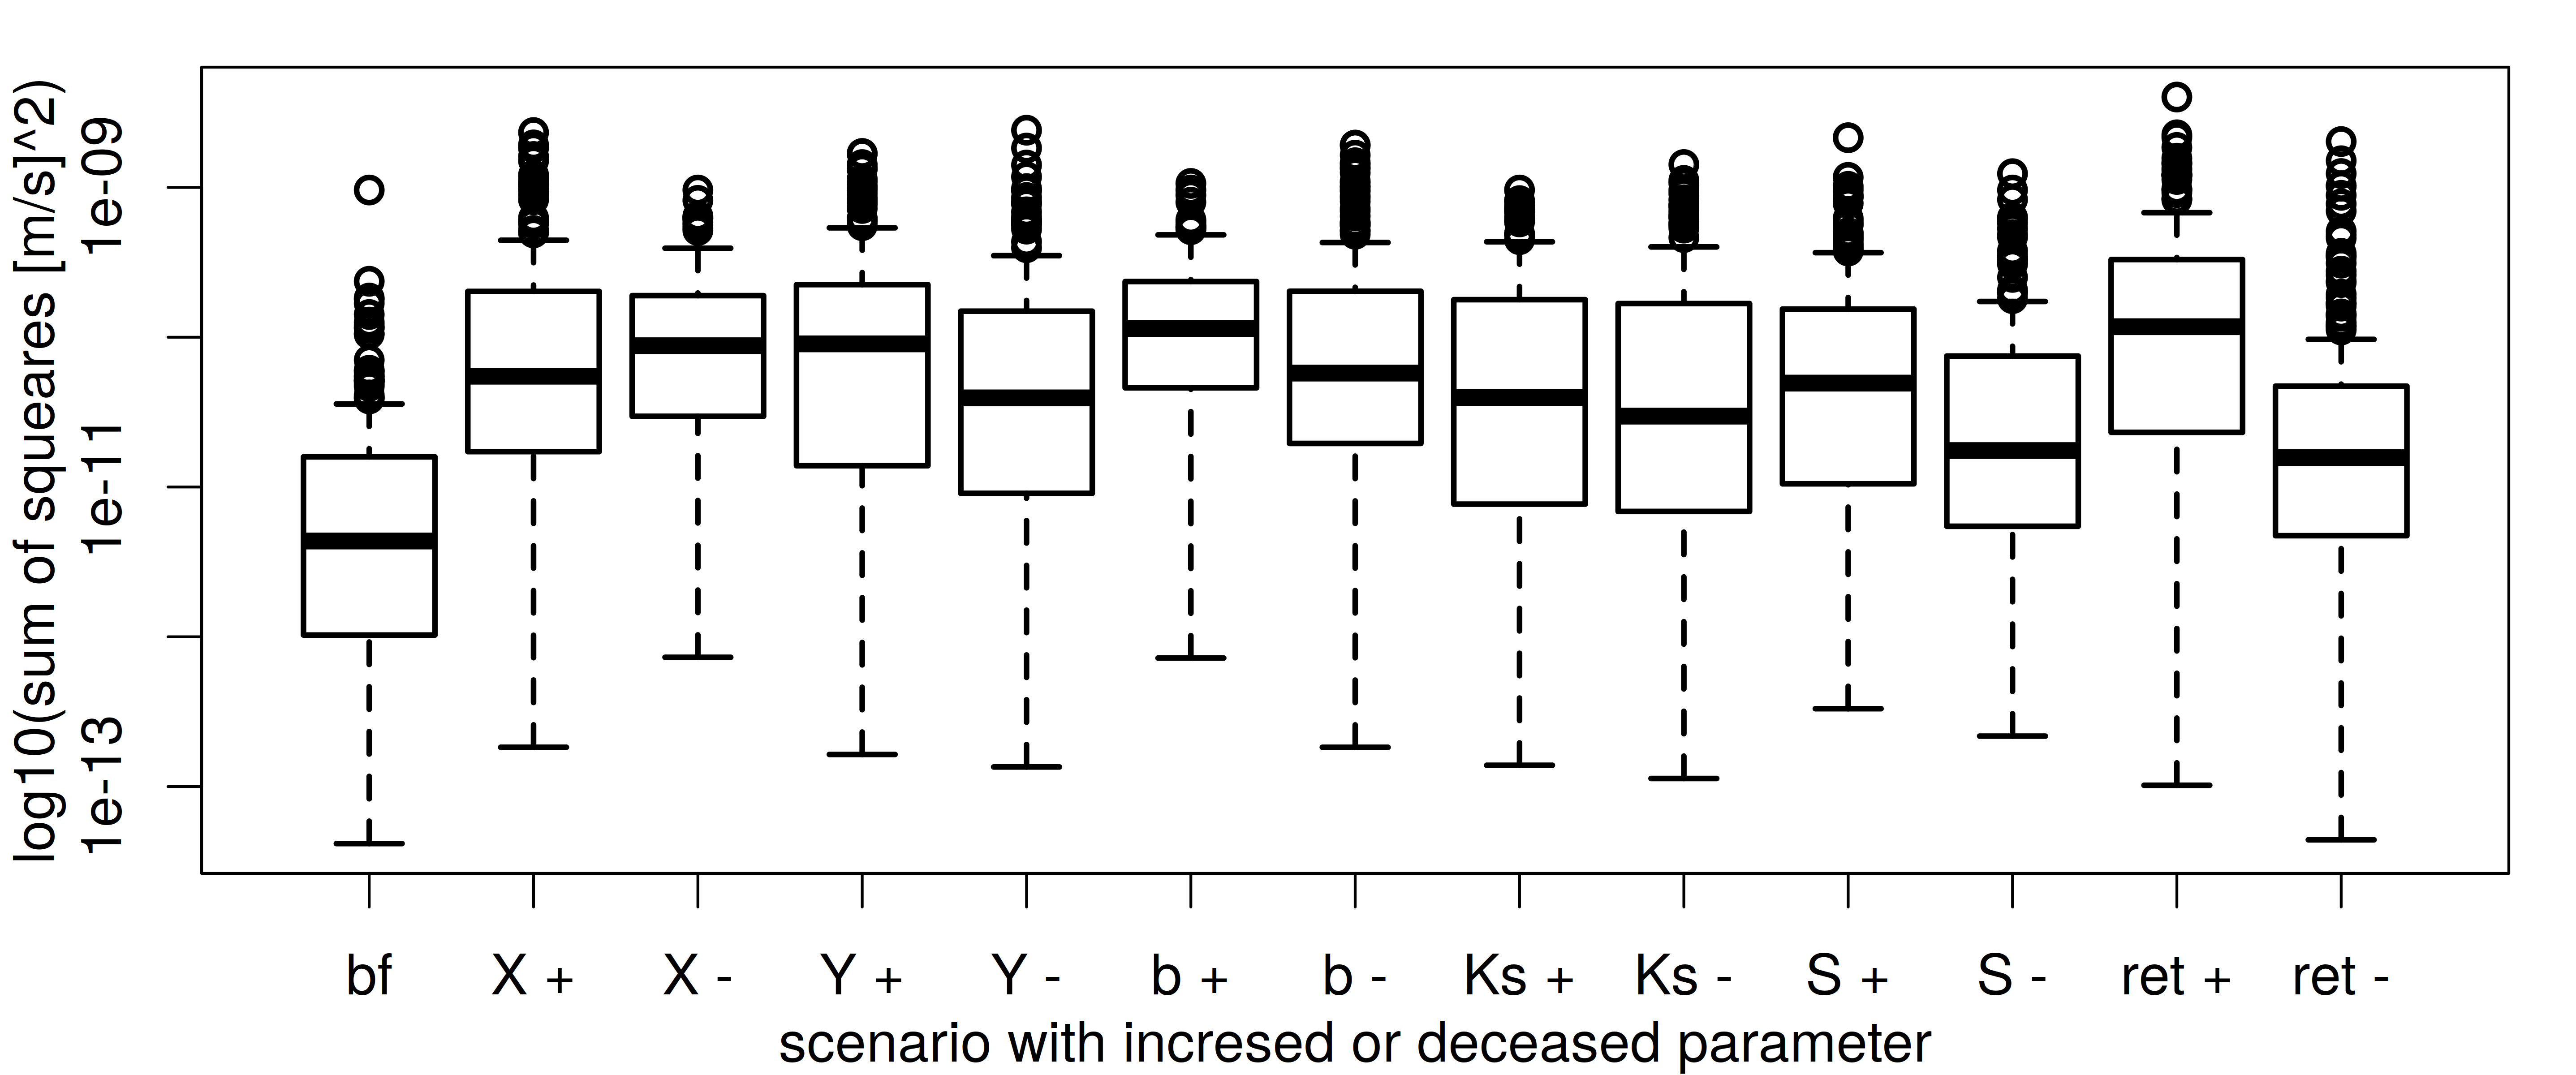 log10(sum of squeares [m/s]^2)
1e-09
1e-11
1e-13
bf X + X - Y + Y - b + b - Ks + Ks - S + S - ret + ret -
scenario with incresed or deceased parameter